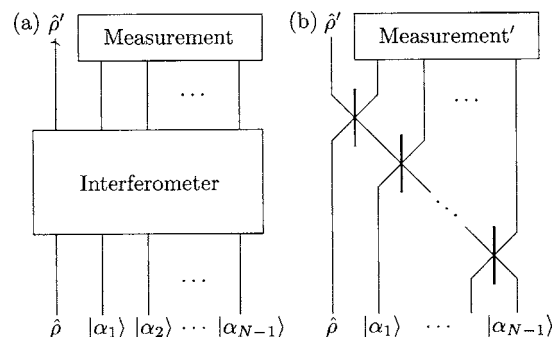 (a) ρ̂′
Measurement
· · ·
Interferometer
· · ·
ρ̂ |α₁⟩ |α₂⟩ · · · |α_{N−1}⟩
(b) ρ̂′
Measurement′
· · ·
· · ·
ρ̂ |α₁⟩ · · · |α_{N−1}⟩